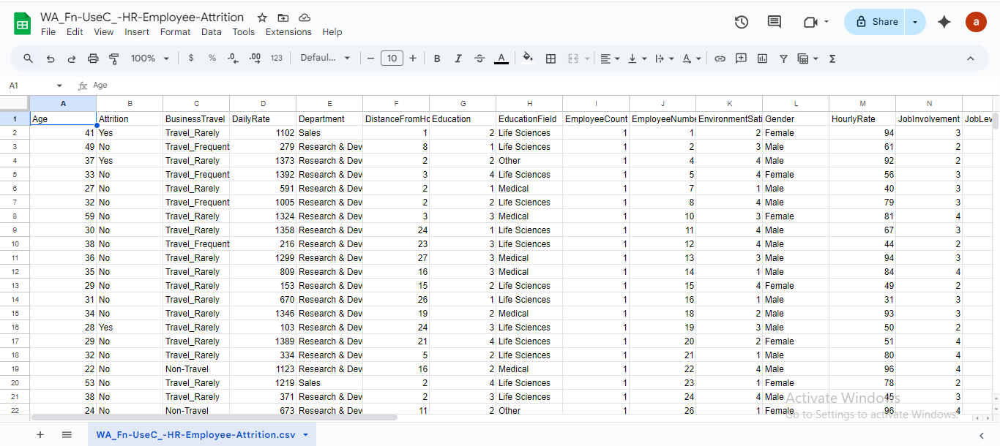 WA_Fn-UseC_-HR-Employee-Attrition
File Edit View Insert Format Data Tools Extensions Help
Share
a
100% $ % .0 .00 123 Defaul... − 10 + B I S A Σ
A1 fx Age
A B C D E F G H I J K L M N
1 Age Attrition BusinessTravel DailyRate Department DistanceFromHo Education EducationField EmployeeCount EmployeeNumbe EnvironmentSati Gender HourlyRate JobInvolvement JobLev
2 41 Yes Travel_Rarely 1102 Sales 1 2 Life Sciences 1 1 2 Female 94 3
3 49 No Travel_Frequent 279 Research & Dev 8 1 Life Sciences 1 2 3 Male 61 2
4 37 Yes Travel_Rarely 1373 Research & Dev 2 2 Other 1 4 4 Male 92 2
5 33 No Travel_Frequent 1392 Research & Dev 3 4 Life Sciences 1 5 4 Female 56 3
6 27 No Travel_Rarely 591 Research & Dev 2 1 Medical 1 7 1 Male 40 3
7 32 No Travel_Frequent 1005 Research & Dev 2 2 Life Sciences 1 8 4 Male 79 3
8 59 No Travel_Rarely 1324 Research & Dev 3 3 Medical 1 10 3 Female 81 4
9 30 No Travel_Rarely 1358 Research & Dev 24 1 Life Sciences 1 11 4 Male 67 3
10 38 No Travel_Frequent 216 Research & Dev 23 3 Life Sciences 1 12 4 Male 44 2
11 36 No Travel_Rarely 1299 Research & Dev 27 3 Medical 1 13 3 Male 94 3
12 35 No Travel_Rarely 809 Research & Dev 16 3 Medical 1 14 1 Male 84 4
13 29 No Travel_Rarely 153 Research & Dev 15 2 Life Sciences 1 15 4 Female 49 2
14 31 No Travel_Rarely 670 Research & Dev 26 1 Life Sciences 1 16 1 Male 31 3
15 34 No Travel_Rarely 1346 Research & Dev 19 2 Medical 1 18 2 Male 93 3
16 28 Yes Travel_Rarely 103 Research & Dev 24 3 Life Sciences 1 19 3 Male 50 2
17 29 No Travel_Rarely 1389 Research & Dev 21 4 Life Sciences 1 20 2 Female 51 4
18 32 No Travel_Rarely 334 Research & Dev 5 2 Life Sciences 1 21 1 Male 80 4
19 22 No Non-Travel 1123 Research & Dev 16 2 Medical 1 22 4 Male 96 4
20 53 No Travel_Rarely 1219 Sales 2 4 Life Sciences 1 23 1 Female 78 2
21 38 No Travel_Rarely 371 Research & Dev 2 3 Life Sciences 1 24 4 Male 45 3
22 24 No Non-Travel 673 Research & Dev 11 2 Other 1 26 1 Female 96 4
Activate Windows
Go to Settings to activate Windows.
WA_Fn-UseC_-HR-Employee-Attrition.csv